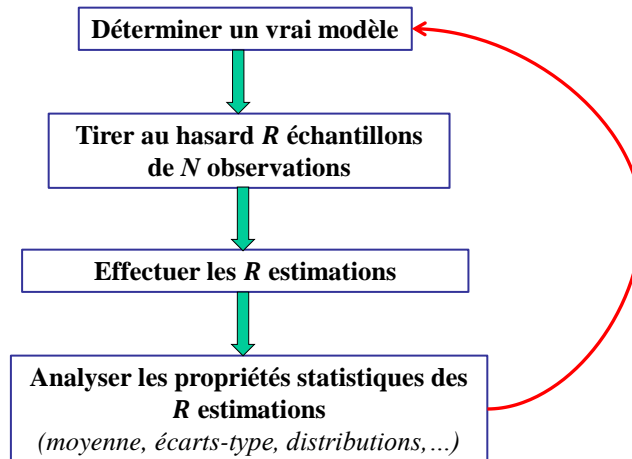 Déterminer un vrai modèle
Tirer au hasard R échantillons
de N observations
Effectuer les R estimations
Analyser les propriétés statistiques des
R estimations
(moyenne, écarts-type, distributions,…)